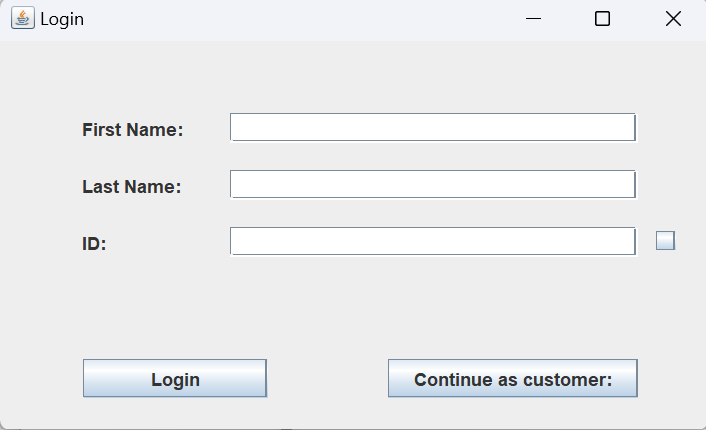 Login
First Name:
Last Name:
ID:
Login
Continue as customer: